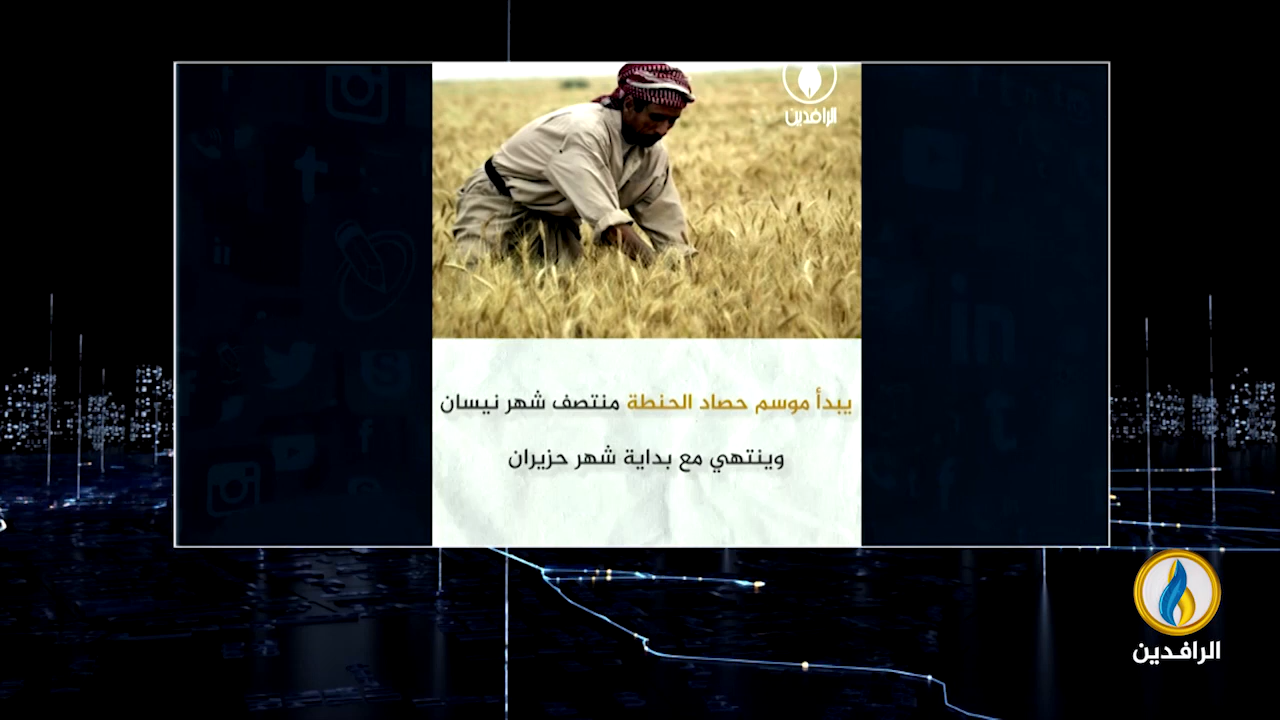 الرافدين
يبدأ موسم حصاد الحنطة منتصف شهر نيسان
وينتهي مع بداية شهر حزيران
الرافدين